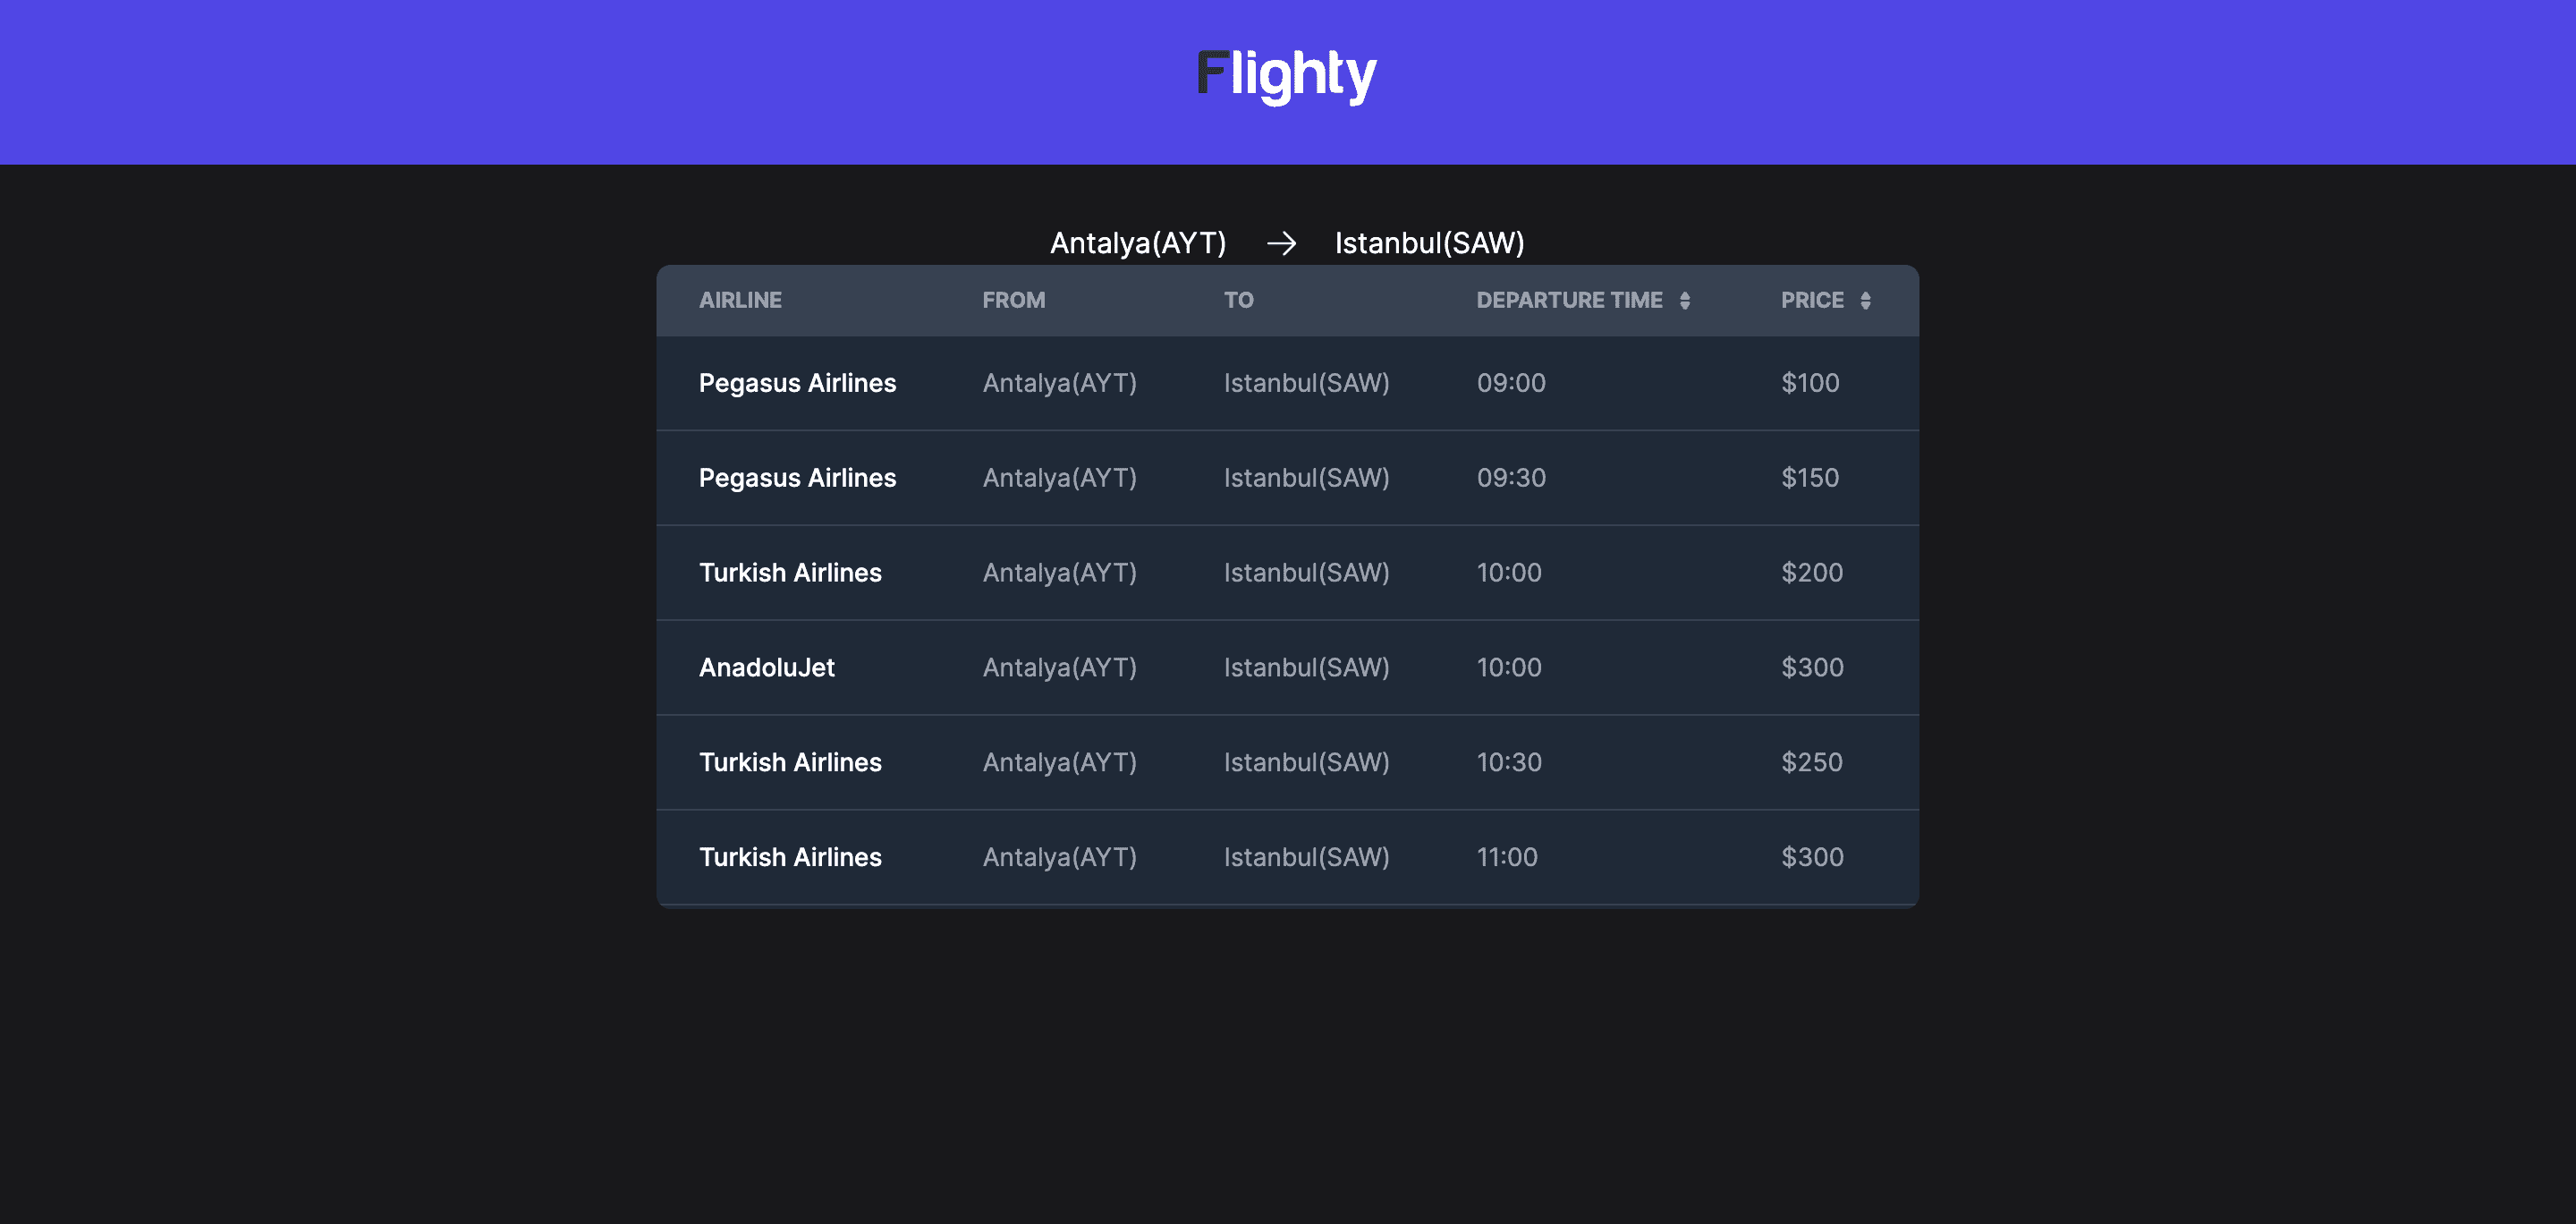 Flighty
Antalya(AYT) → Istanbul(SAW)
AIRLINE FROM TO DEPARTURE TIME PRICE
Pegasus Airlines Antalya(AYT) Istanbul(SAW) 09:00 $100
Pegasus Airlines Antalya(AYT) Istanbul(SAW) 09:30 $150
Turkish Airlines Antalya(AYT) Istanbul(SAW) 10:00 $200
AnadoluJet Antalya(AYT) Istanbul(SAW) 10:00 $300
Turkish Airlines Antalya(AYT) Istanbul(SAW) 10:30 $250
Turkish Airlines Antalya(AYT) Istanbul(SAW) 11:00 $300